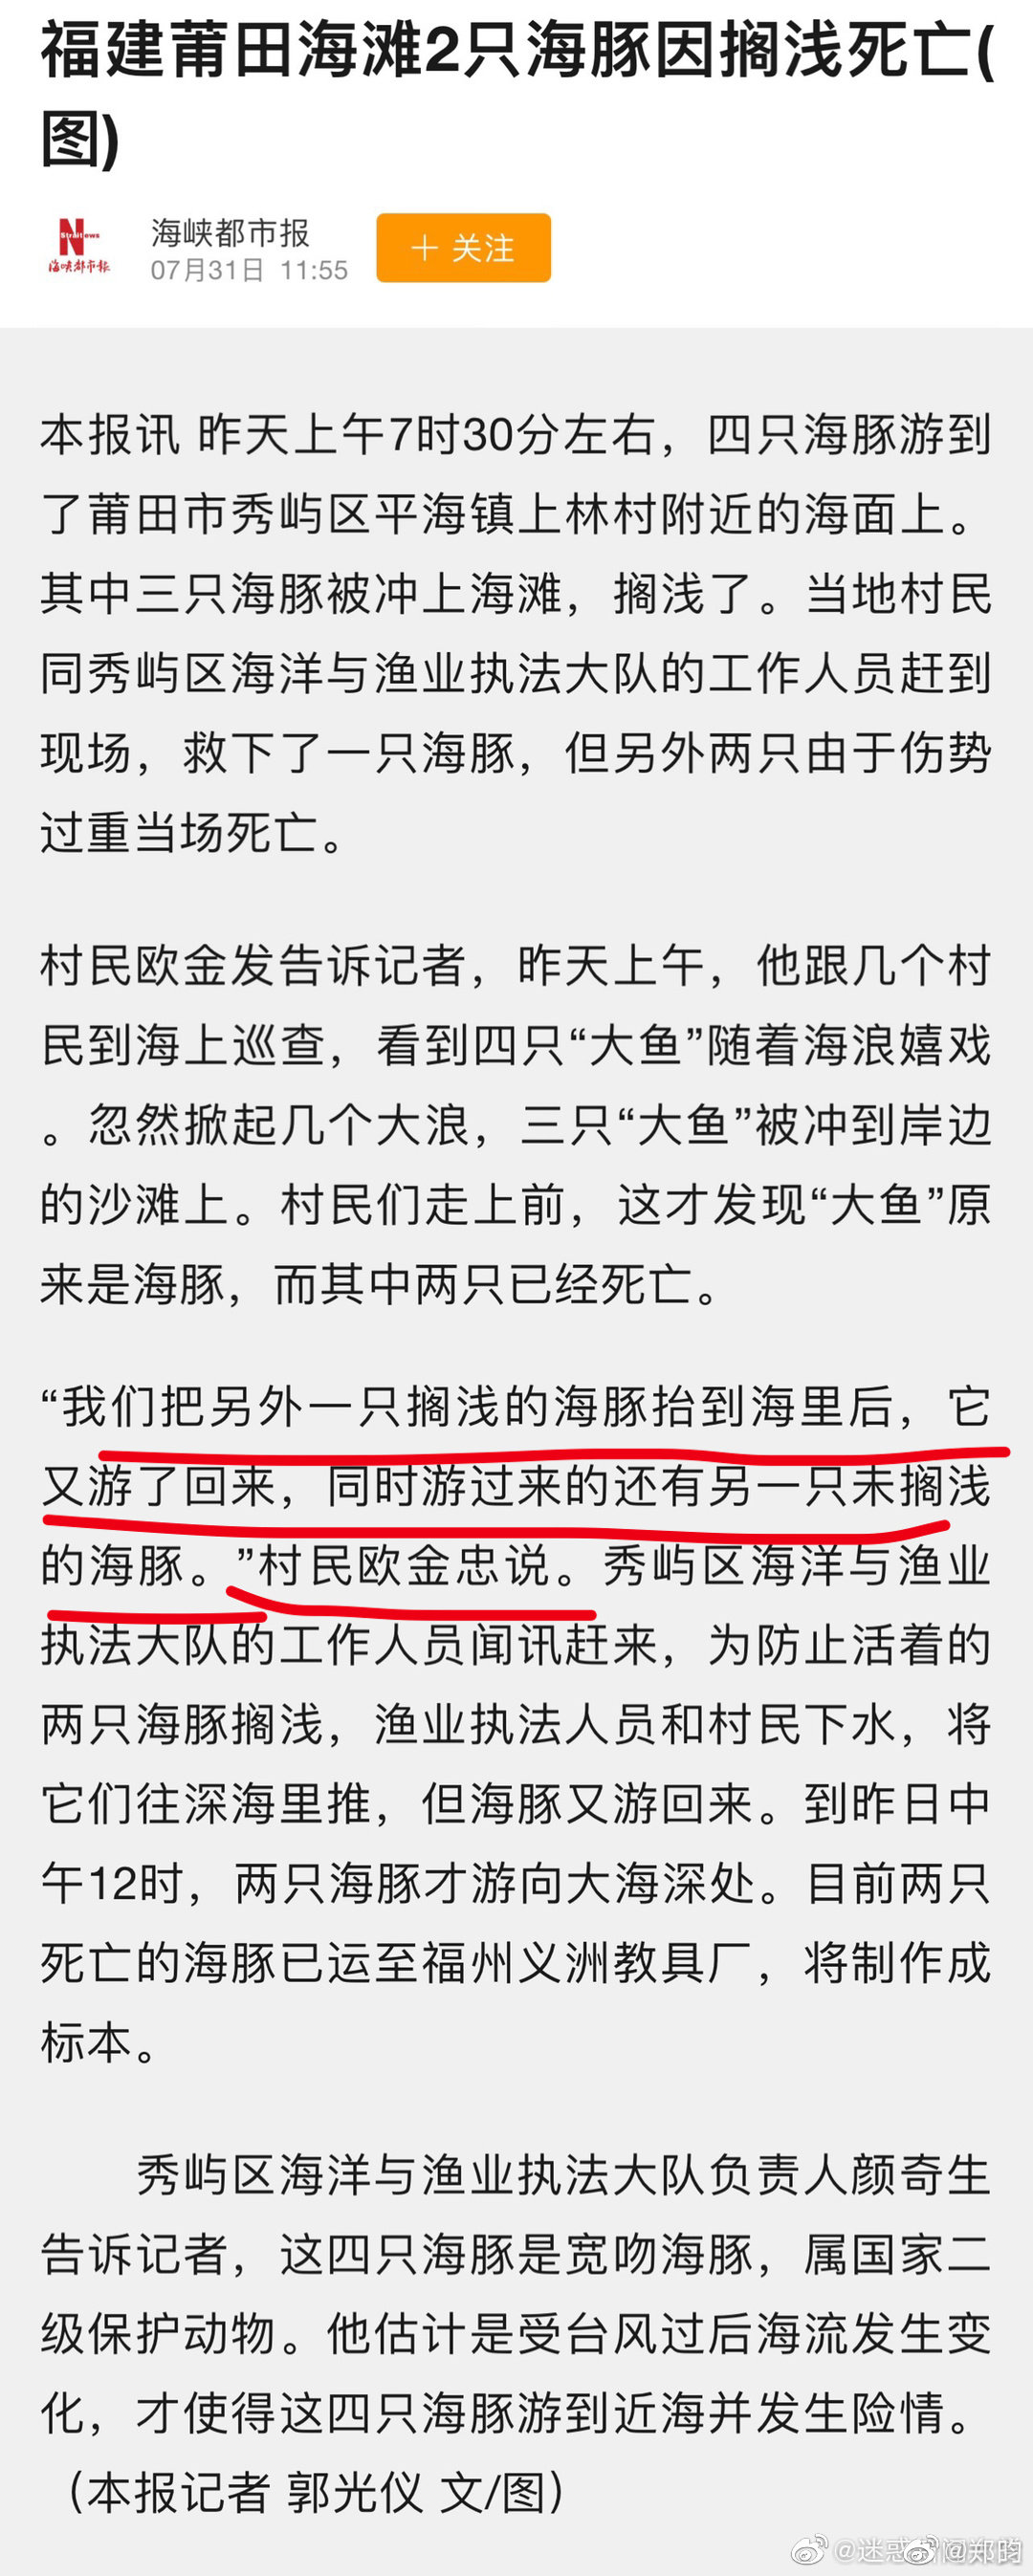 福建莆田海滩2只海豚因搁浅死亡(
图)
N
Strait ews
海峡都市报
海峡都市报
07月31日 11:55
＋ 关注
本报讯 昨天上午7时30分左右，四只海豚游到
了莆田市秀屿区平海镇上林村附近的海面上。
其中三只海豚被冲上海滩，搁浅了。当地村民
同秀屿区海洋与渔业执法大队的工作人员赶到
现场，救下了一只海豚，但另外两只由于伤势
过重当场死亡。
村民欧金发告诉记者，昨天上午，他跟几个村
民到海上巡查，看到四只“大鱼”随着海浪嬉戏
。忽然掀起几个大浪，三只“大鱼”被冲到岸边
的沙滩上。村民们走上前，这才发现“大鱼”原
来是海豚，而其中两只已经死亡。
“我们把另外一只搁浅的海豚抬到海里后，它
又游了回来，同时游过来的还有另一只未搁浅
的海豚。”村民欧金忠说。秀屿区海洋与渔业
执法大队的工作人员闻讯赶来，为防止活着的
两只海豚搁浅，渔业执法人员和村民下水，将
它们往深海里推，但海豚又游回来。到昨日中
午12时，两只海豚才游向大海深处。目前两只
死亡的海豚已运至福州义洲教具厂，将制作成
标本。
秀屿区海洋与渔业执法大队负责人颜奇生
告诉记者，这四只海豚是宽吻海豚，属国家二
级保护动物。他估计是受台风过后海流发生变
化，才使得这四只海豚游到近海并发生险情。
（本报记者 郭光仪 文/图）
@迷惑 闻 @郑昀